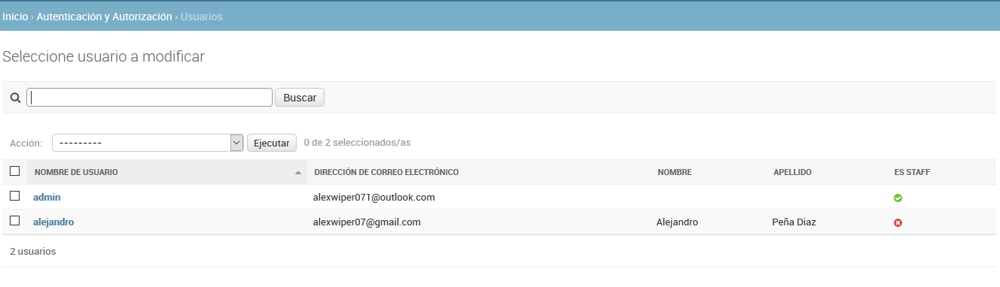 Inicio › Autenticación y Autorización › Usuarios
Seleccione usuario a modificar
Buscar
Acción: --------- Ejecutar 0 de 2 seleccionados/as
NOMBRE DE USUARIO DIRECCIÓN DE CORREO ELECTRÓNICO NOMBRE APELLIDO ES STAFF
admin alexwiper071@outlook.com
alejandro alexwiper07@gmail.com Alejandro Peña Diaz
2 usuarios